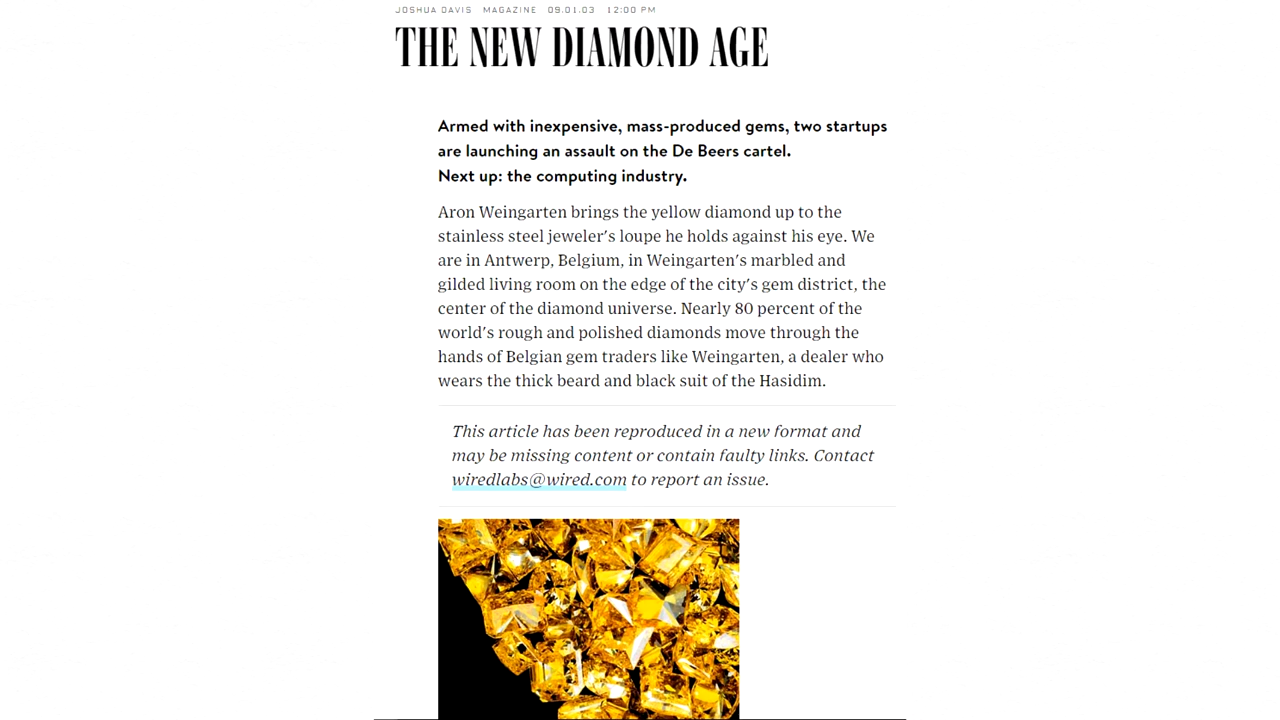 JOSHUA DAVIS MAGAZINE 09.01.03 12:00 PM
THE NEW DIAMOND AGE
Armed with inexpensive, mass-produced gems, two startups
are launching an assault on the De Beers cartel.
Next up: the computing industry.
Aron Weingarten brings the yellow diamond up to the
stainless steel jeweler's loupe he holds against his eye. We
are in Antwerp, Belgium, in Weingarten's marbled and
gilded living room on the edge of the city's gem district, the
center of the diamond universe. Nearly 80 percent of the
world's rough and polished diamonds move through the
hands of Belgian gem traders like Weingarten, a dealer who
wears the thick beard and black suit of the Hasidim.
This article has been reproduced in a new format and
may be missing content or contain faulty links. Contact
wiredlabs@wired.com to report an issue.